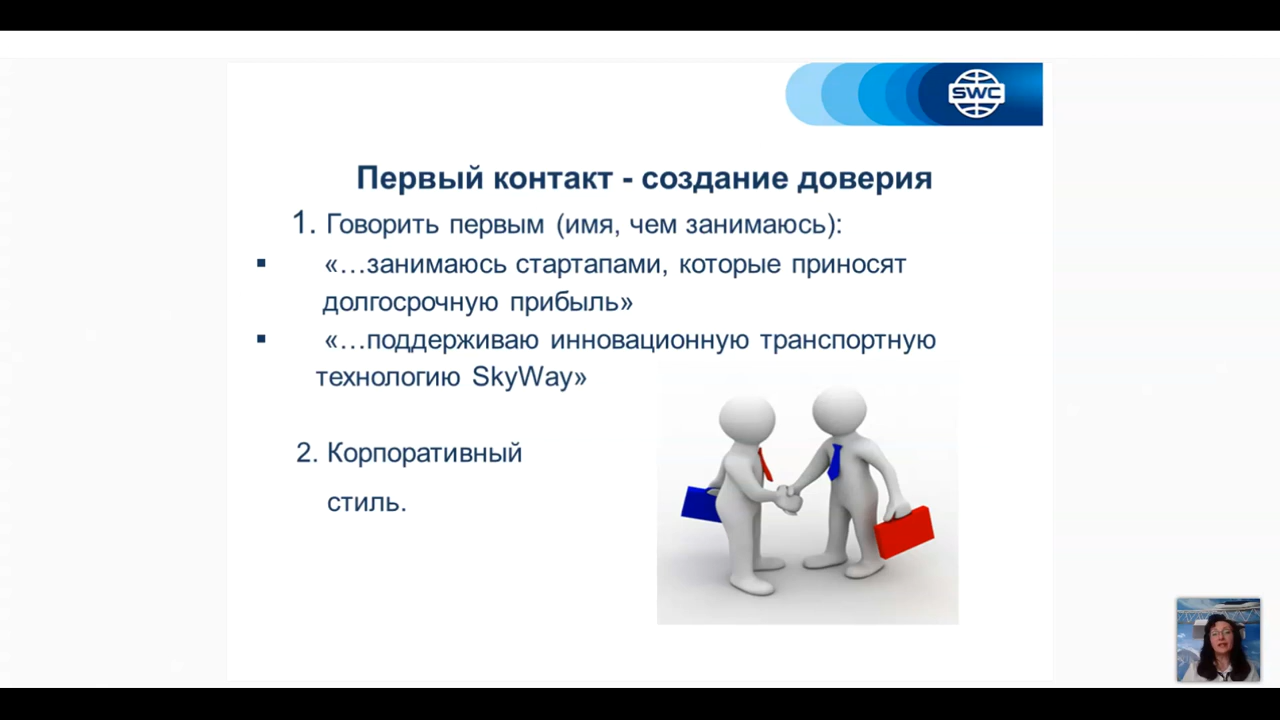 SWC
Первый контакт - создание доверия
1. Говорить первым (имя, чем занимаюсь):
▪ «…занимаюсь стартапами, которые приносят
долгосрочную прибыль»
▪ «…поддерживаю инновационную транспортную
технологию SkyWay»
2. Корпоративный
стиль.